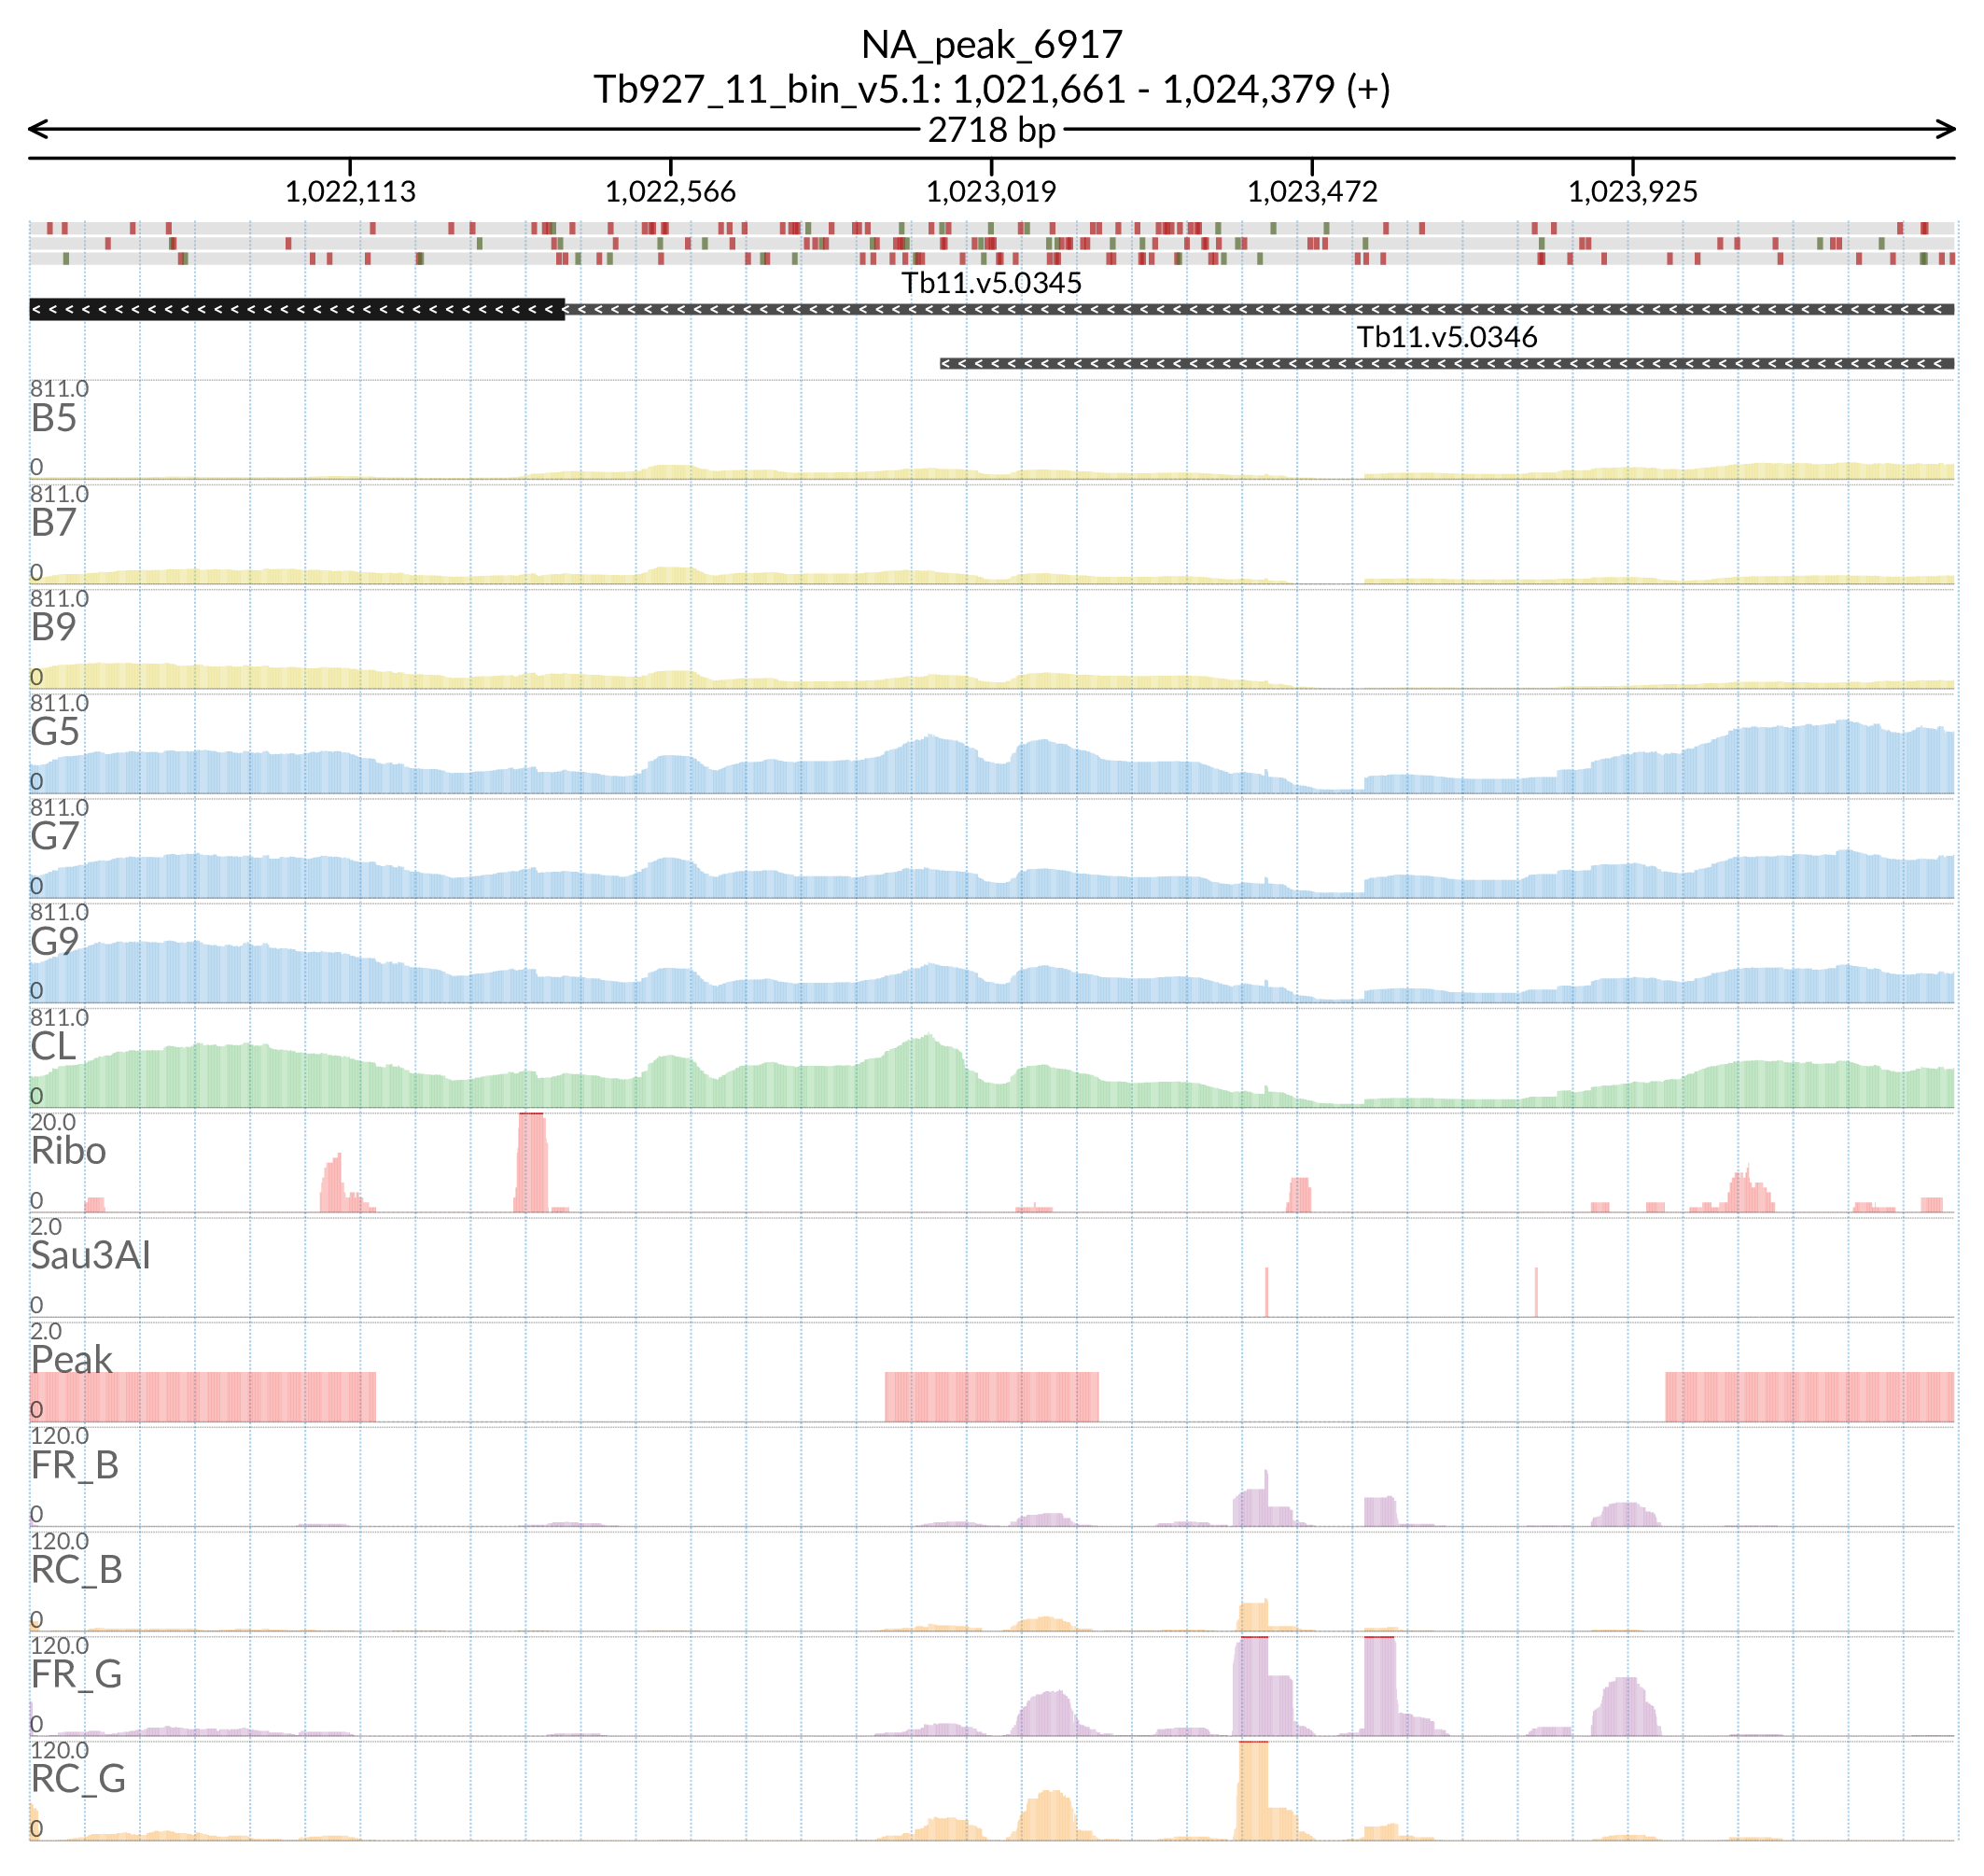 NA_peak_6917
Tb927_11_bin_v5.1: 1,021,661 - 1,024,379 (+)
2718 bp
1,022,113 1,022,566 1,023,019 1,023,472 1,023,925
Tb11.v5.0345
Tb11.v5.0346
811.0
B5
0
811.0
B7
0
811.0
B9
0
811.0
G5
0
811.0
G7
0
811.0
G9
0
811.0
CL
0
20.0
Ribo
0
2.0
Sau3AI
0
2.0
Peak
0
120.0
FR_B
0
120.0
RC_B
0
120.0
FR_G
0
120.0
RC_G
0